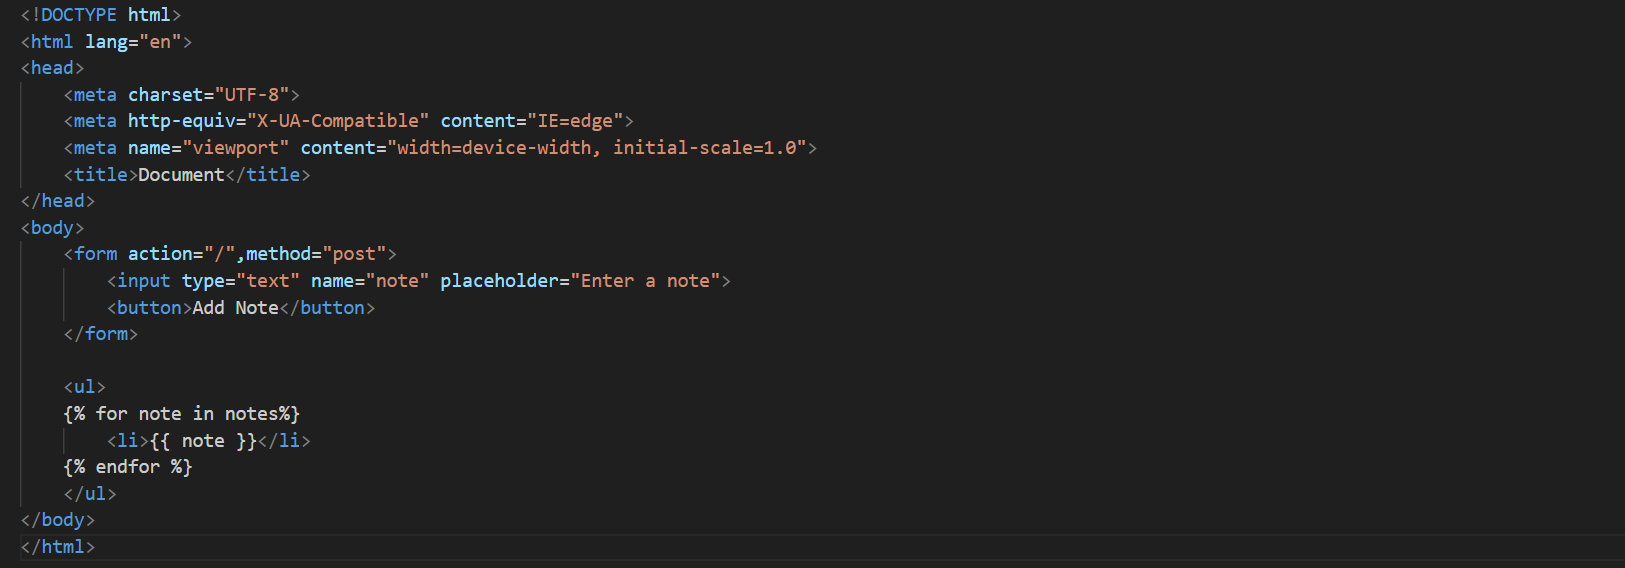 <!DOCTYPE html>
<html lang="en">
<head>
    <meta charset="UTF-8">
    <meta http-equiv="X-UA-Compatible" content="IE=edge">
    <meta name="viewport" content="width=device-width, initial-scale=1.0">
    <title>Document</title>
</head>
<body>
    <form action="/",method="post">
        <input type="text" name="note" placeholder="Enter a note">
        <button>Add Note</button>
    </form>

    <ul>
    {% for note in notes%}
        <li>{{ note }}</li>
    {% endfor %}
    </ul>
</body>
</html>